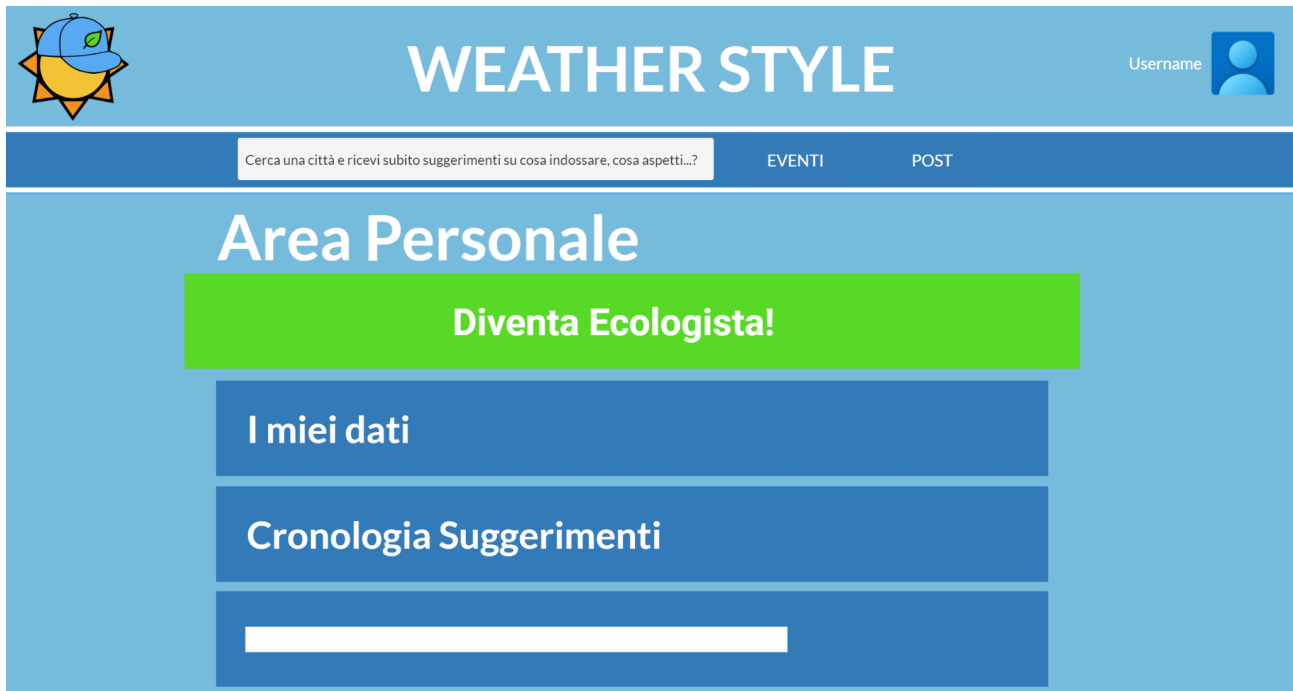 WEATHER STYLE
Username
Cerca una città e ricevi subito suggerimenti su cosa indossare, cosa aspetti...?
EVENTI
POST
Area Personale
Diventa Ecologista!
I miei dati
Cronologia Suggerimenti